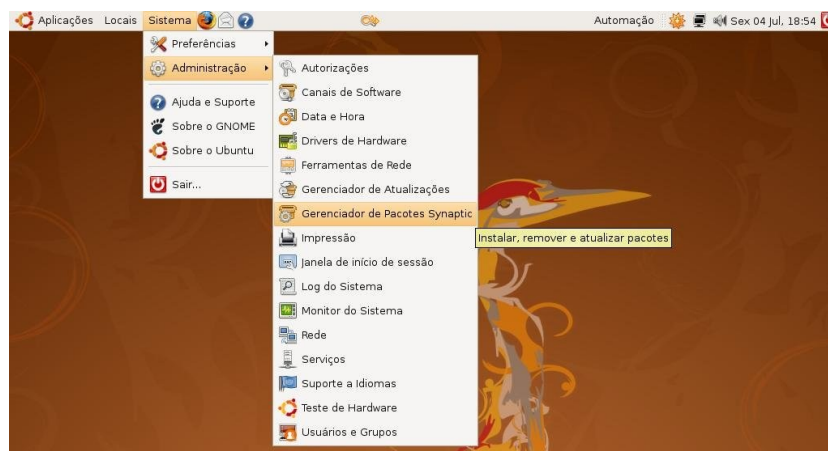 Aplicações Locais Sistema Automação Sex 04 Jul, 18:54
Preferências
Administração
Ajuda e Suporte
Sobre o GNOME
Sobre o Ubuntu
Sair...
Autorizações
Canais de Software
Data e Hora
Drivers de Hardware
Ferramentas de Rede
Gerenciador de Atualizações
Gerenciador de Pacotes Synaptic
Instalar, remover e atualizar pacotes
Impressão
Janela de início de sessão
Log do Sistema
Monitor do Sistema
Rede
Serviços
Suporte a Idiomas
Teste de Hardware
Usuários e Grupos